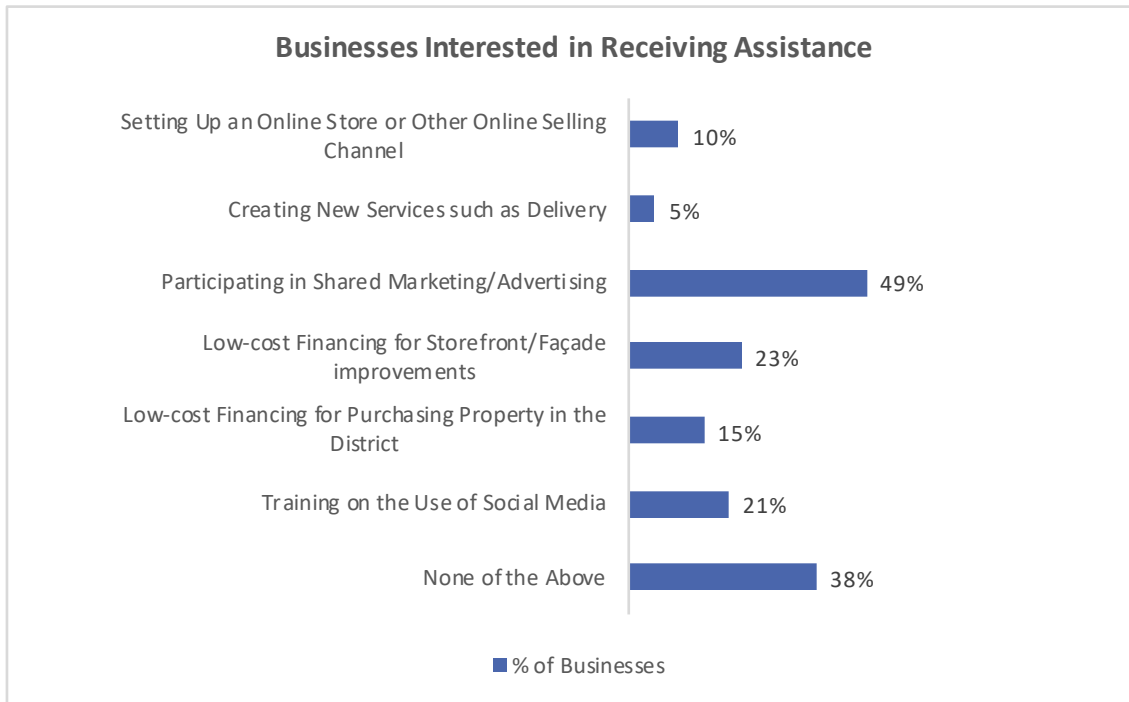 Businesses Interested in Receiving Assistance
Setting Up an Online Store or Other Online Selling
Channel
10%
Creating New Services such as Delivery
5%
Participating in Shared Marketing/Advertising
49%
Low-cost Financing for Storefront/Façade
improvements
23%
Low-cost Financing for Purchasing Property in the
District
15%
Training on the Use of Social Media
21%
None of the Above
38%
% of Businesses